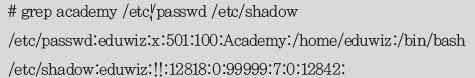 # grep academy /etc/passwd /etc/shadow
/etc/passwd:eduwiz:x:501:100:Academy:/home/eduwiz:/bin/bash
/etc/shadow:eduwiz:!!:12818:0:99999:7:0:12842: